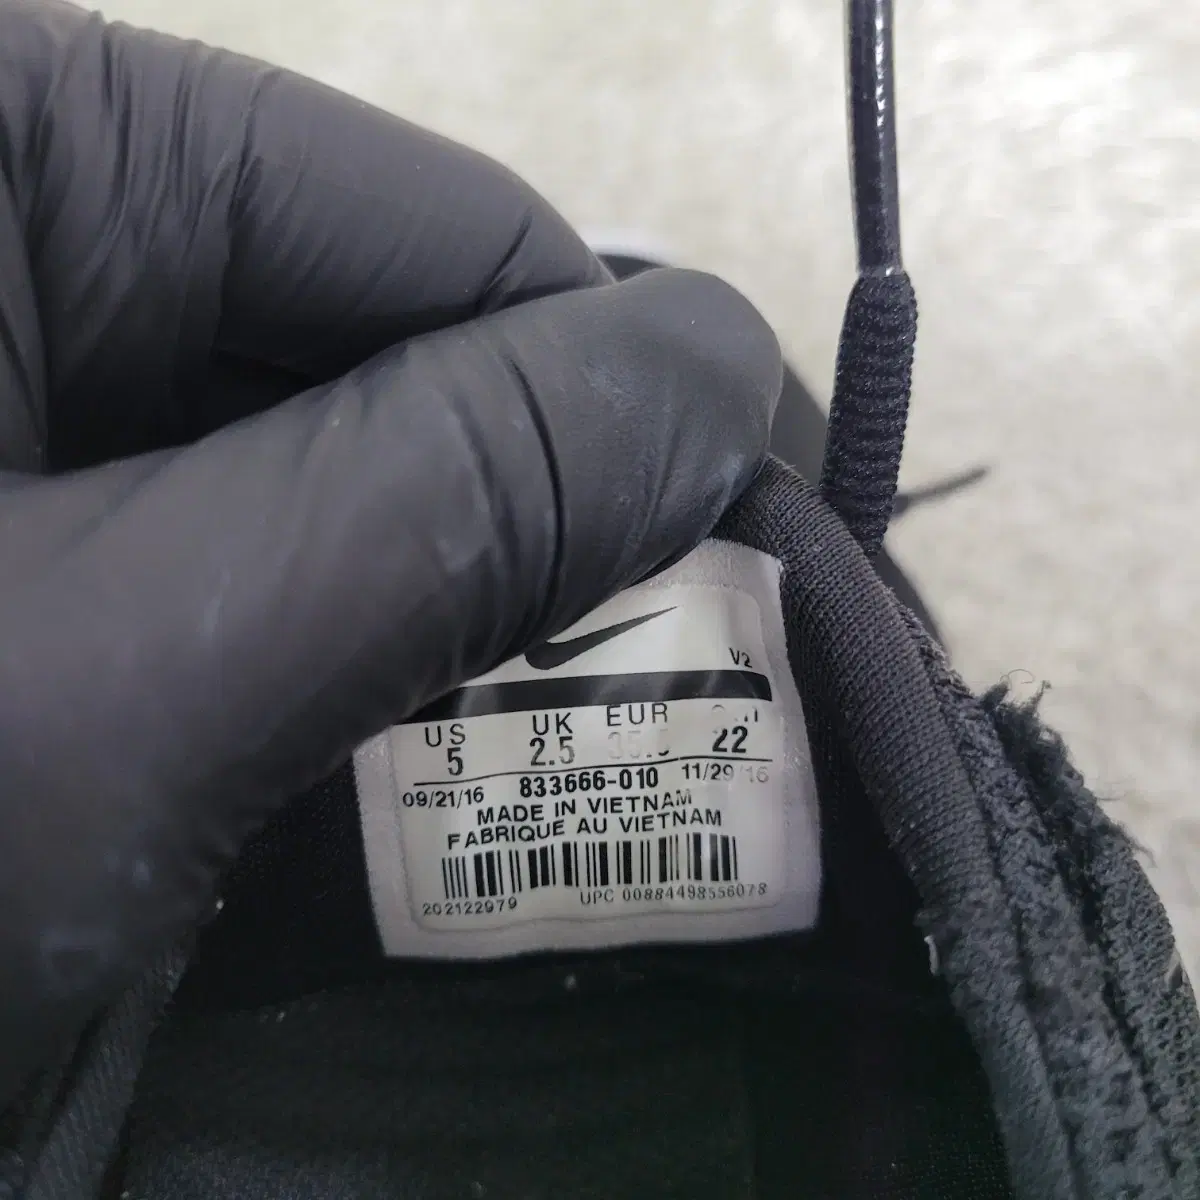 V2
US UK EUR
5 2.5 22
09/21/16 833666-010 11/29/16
MADE IN VIETNAM
FABRIQUE AU VIETNAM
202122979 UPC 00884498556078